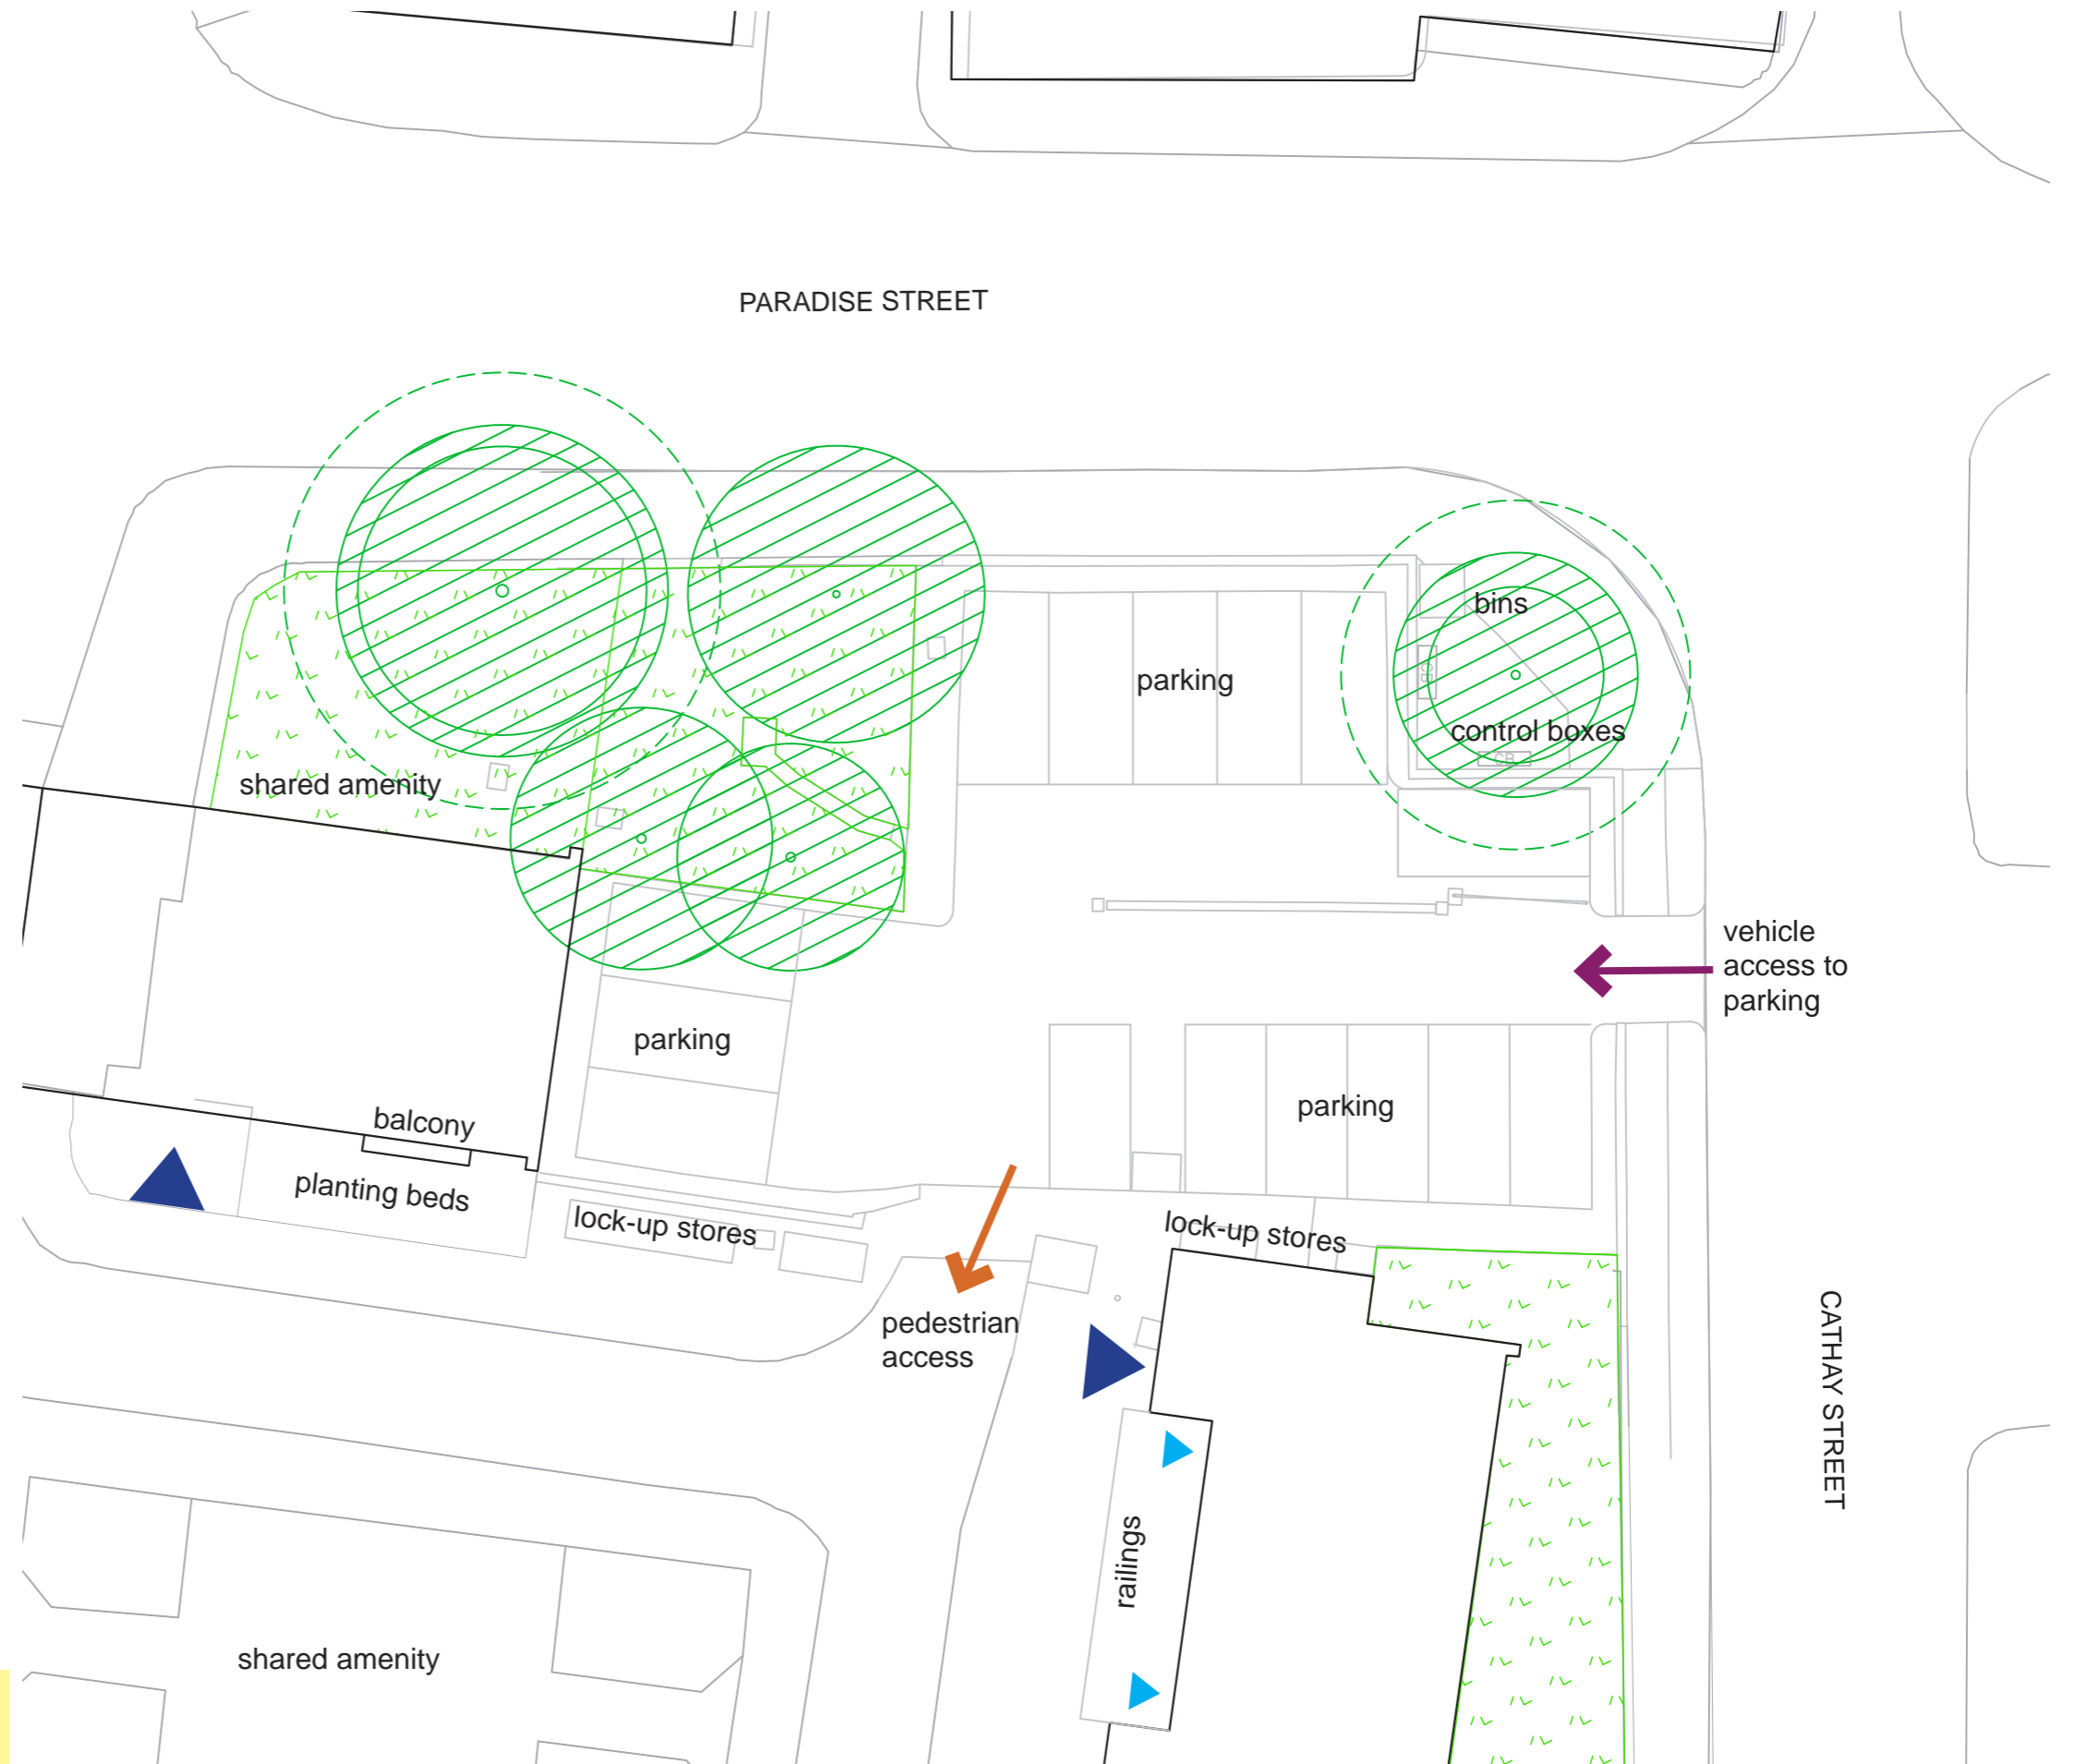 PARADISE STREET
bins
parking
control boxes
shared amenity
CR
vehicle
access to
parking
parking
parking
balcony
planting beds
lock-up stores
lock-up stores
pedestrian
access
CATHAY STREET
railings
shared amenity